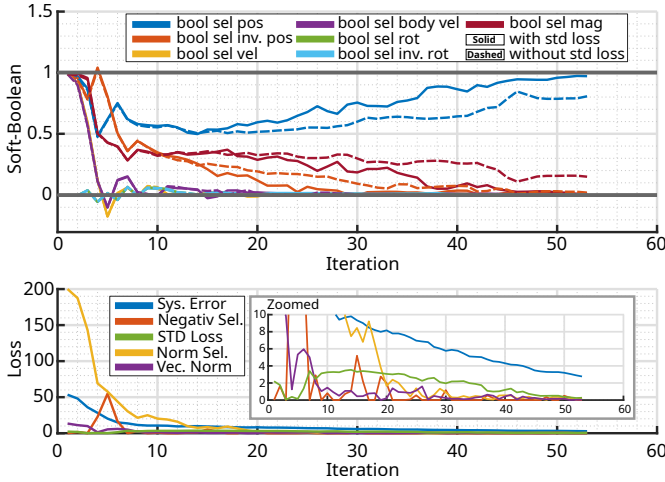 1.5
1
0.5
0
Soft-Boolean
bool sel pos
bool sel inv. pos
bool sel vel
bool sel body vel
bool sel rot
bool sel inv. rot
bool sel mag
Solid with std loss
Dashed without std loss
0 10 20 30 40 50 60
Iteration
200
150
100
50
0
Loss
Sys. Error
Negativ Sel.
STD Loss
Norm Sel.
Vec. Norm
Zoomed
10
8
6
4
2
0
0 10 20 30 40 50 60
0 10 20 30 40 50 60
Iteration